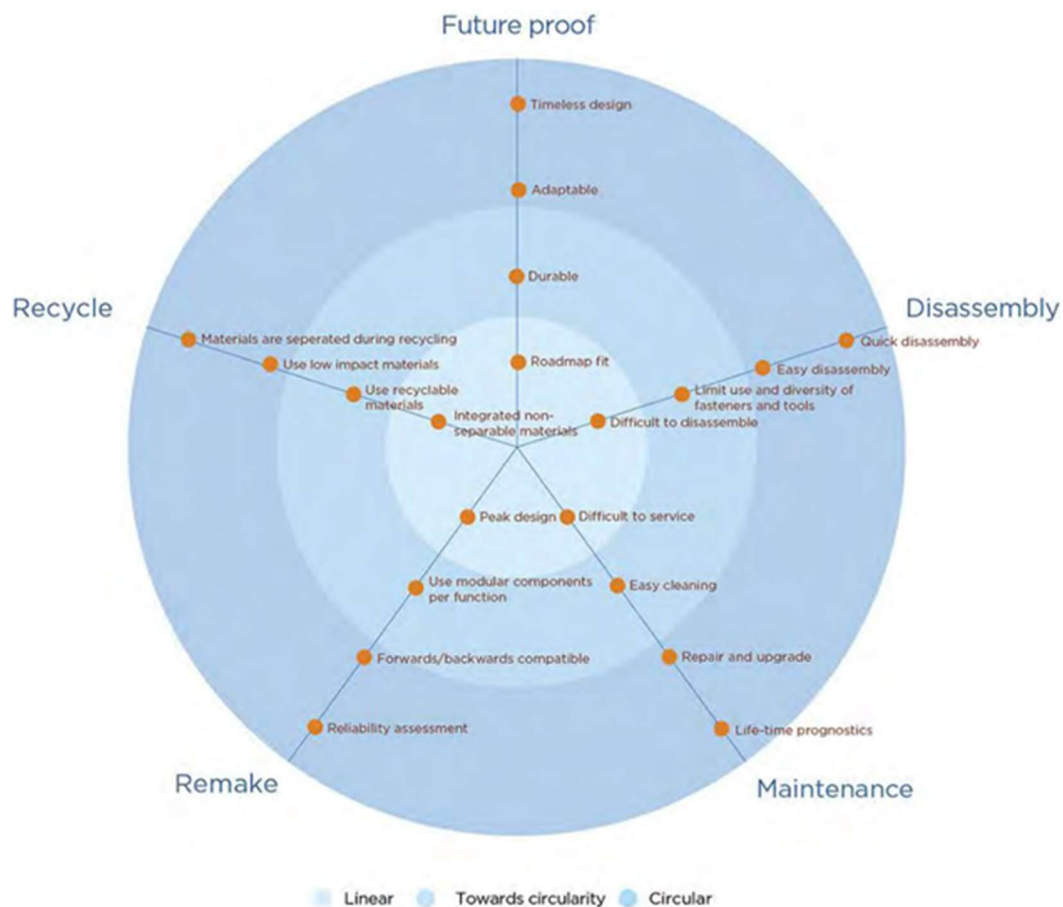 Future proof
Timeless design
Adaptable
Durable
Roadmap fit
Recycle
Materials are seperated during recycling
Use low impact materials
Use recyclable
materials
Integrated non-
separable materials
Disassembly
Quick disassembly
Easy disassembly
Limit use and diversity of
fasteners and tools
Difficult to disassemble
Peak design
Use modular components
per function
Forwards/backwards compatible
Reliability assessment
Remake
Difficult to service
Easy cleaning
Repair and upgrade
Life-time prognostics
Maintenance
Linear
Towards circularity
Circular